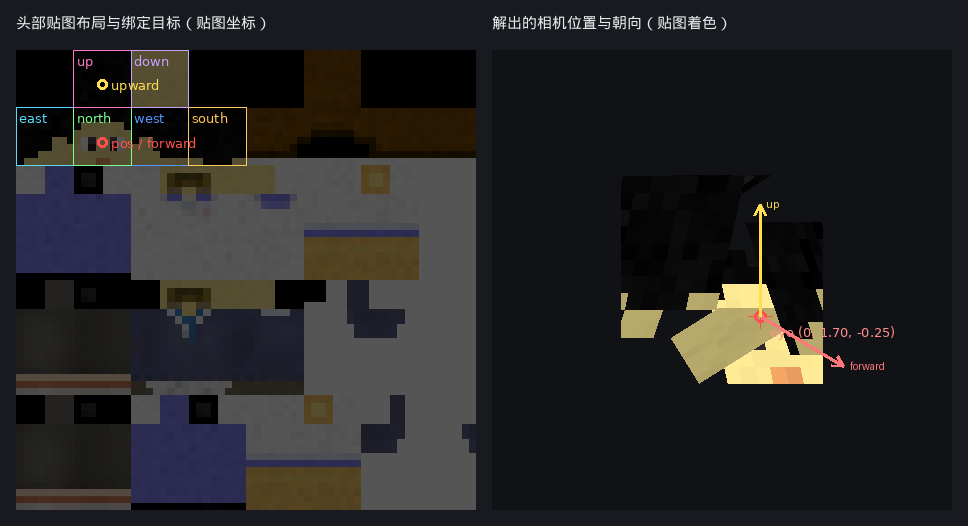 头部贴图布局与绑定目标（贴图坐标）
解出的相机位置与朝向（贴图着色）
up
down
upward
east
north
west
south
pos / forward
up
(0, 1.70, -0.25)
forward